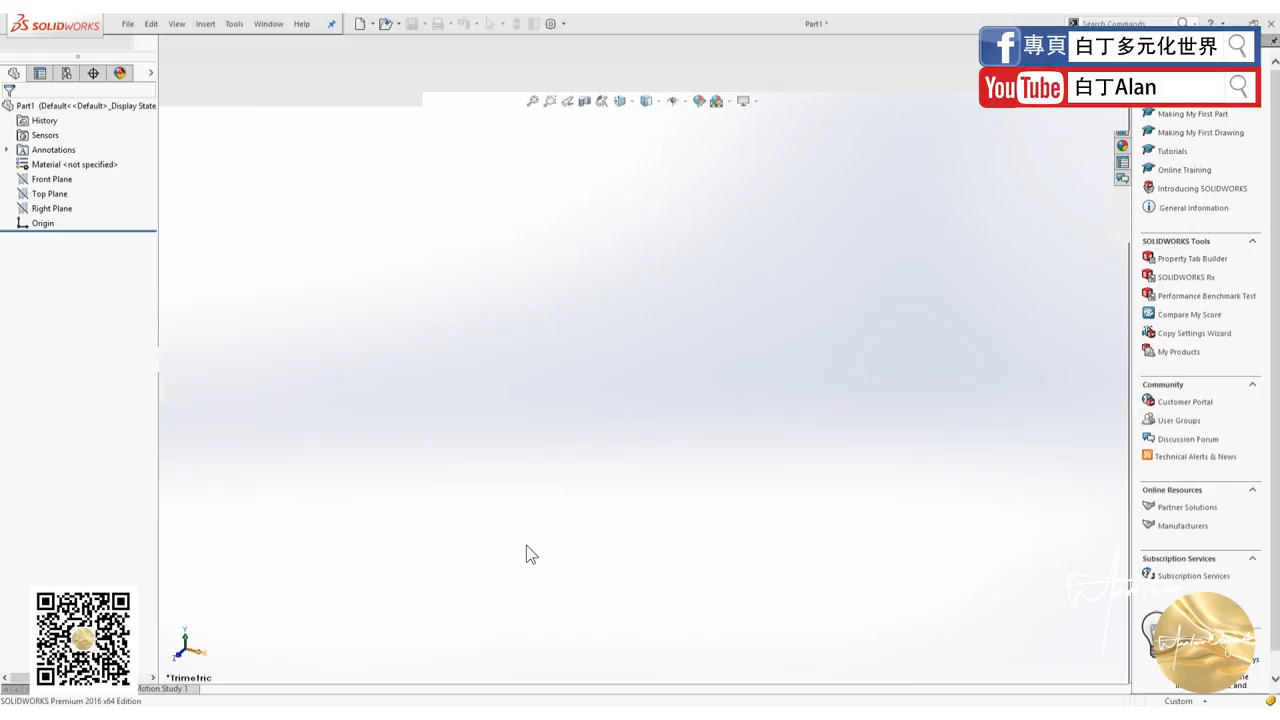 SOLIDWORKS
File
Edit
View
Insert
Tools
Window
Help
Part1 *
Search Commands
?
專頁
白丁多元化世界
YouTube
白丁Alan
Part1 (Default<<Default>_Display State
History
Sensors
Annotations
Material <not specified>
Front Plane
Top Plane
Right Plane
Origin
Making My First Part
Making My First Drawing
Tutorials
Online Training
Introducing SOLIDWORKS
General Information
SOLIDWORKS Tools
Property Tab Builder
SOLIDWORKS Rx
Performance Benchmark Test
Compare My Score
Copy Settings Wizard
My Products
Community
Customer Portal
User Groups
Discussion Forum
Technical Alerts & News
Online Resources
Partner Solutions
Manufacturers
Subscription Services
Subscription Services
and
Y
X
Z
*Trimetric
Motion Study 1
SOLIDWORKS Premium 2016 x64 Edition
Custom